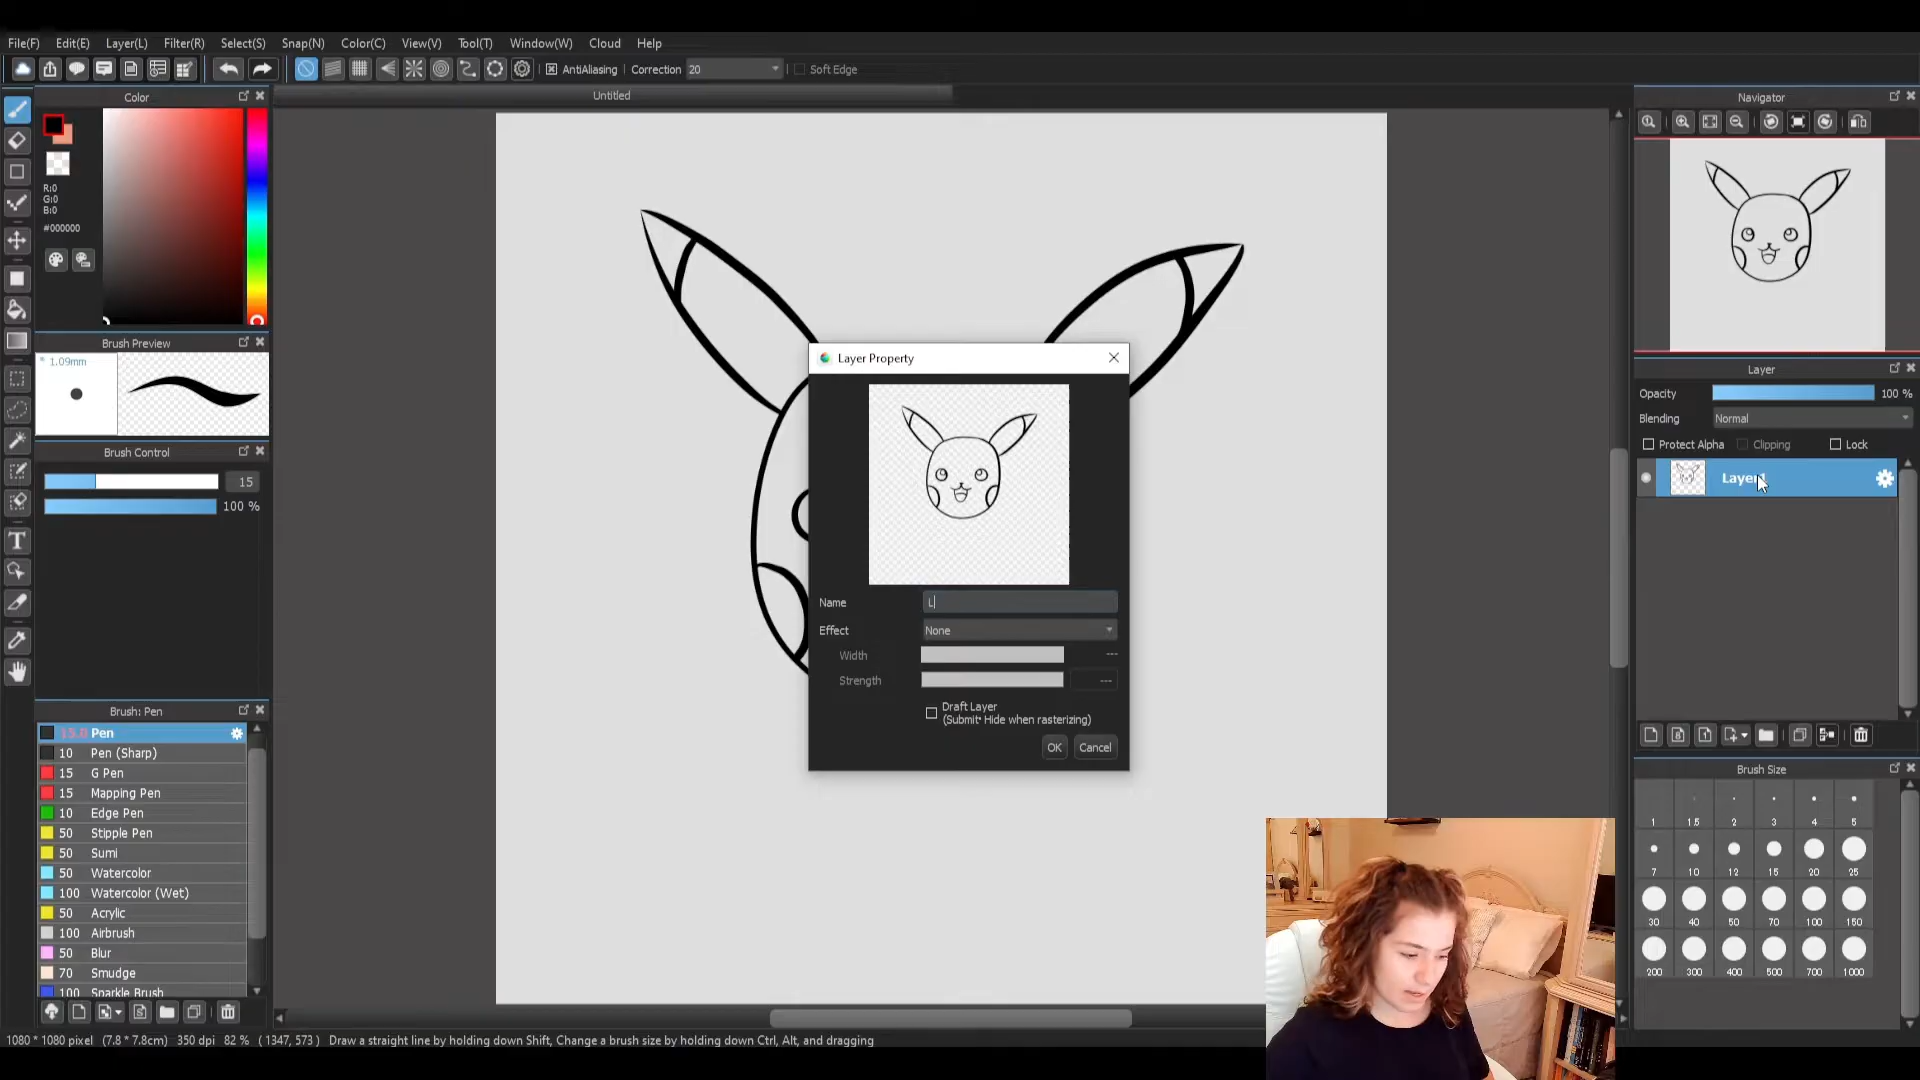 File(F) Edit(E) Layer(L) Filter(R) Select(S) Snap(N) Color(C) View(V) Tool(T) Window(W) Cloud Help
AntiAliasing Correction 20 Soft Edge
Color
R:0
G:0
B:0
#000000
Brush Preview
* 1.09mm
Brush Control
15
100 %
Brush: Pen
15.0 Pen
10 Pen (Sharp)
15 G Pen
15 Mapping Pen
10 Edge Pen
50 Stipple Pen
50 Sumi
50 Watercolor
100 Watercolor (Wet)
50 Acrylic
100 Airbrush
50 Blur
70 Smudge
100 Sparkle Brush
Untitled
Layer Property
Name L
Effect None
Width ---
Strength ---
Draft Layer
(Submit・Hide when rasterizing)
OK Cancel
Navigator
Layer
Opacity 100 %
Blending Normal
Protect Alpha Clipping Lock
Layer
Brush Size
1 1.5 2 3 4 5
7 10 12 15 20 25
30 40 50 70 100 150
200 300 400 500 700 1000
1080 * 1080 pixel (7.8 * 7.8cm) 350 dpi 82 % ( 1347, 573 ) Draw a straight line by holding down Shift, Change a brush size by holding down Ctrl, Alt, and dragging